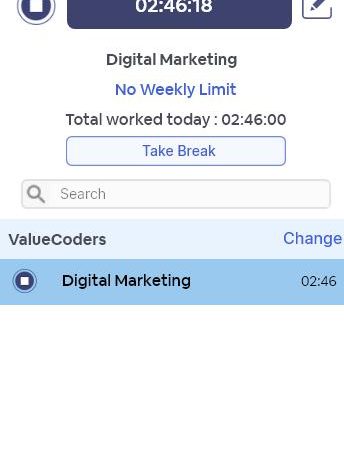 02:46:18
Digital Marketing
No Weekly Limit
Total worked today : 02:46:00
Take Break
Search
ValueCoders Change
Digital Marketing 02:46